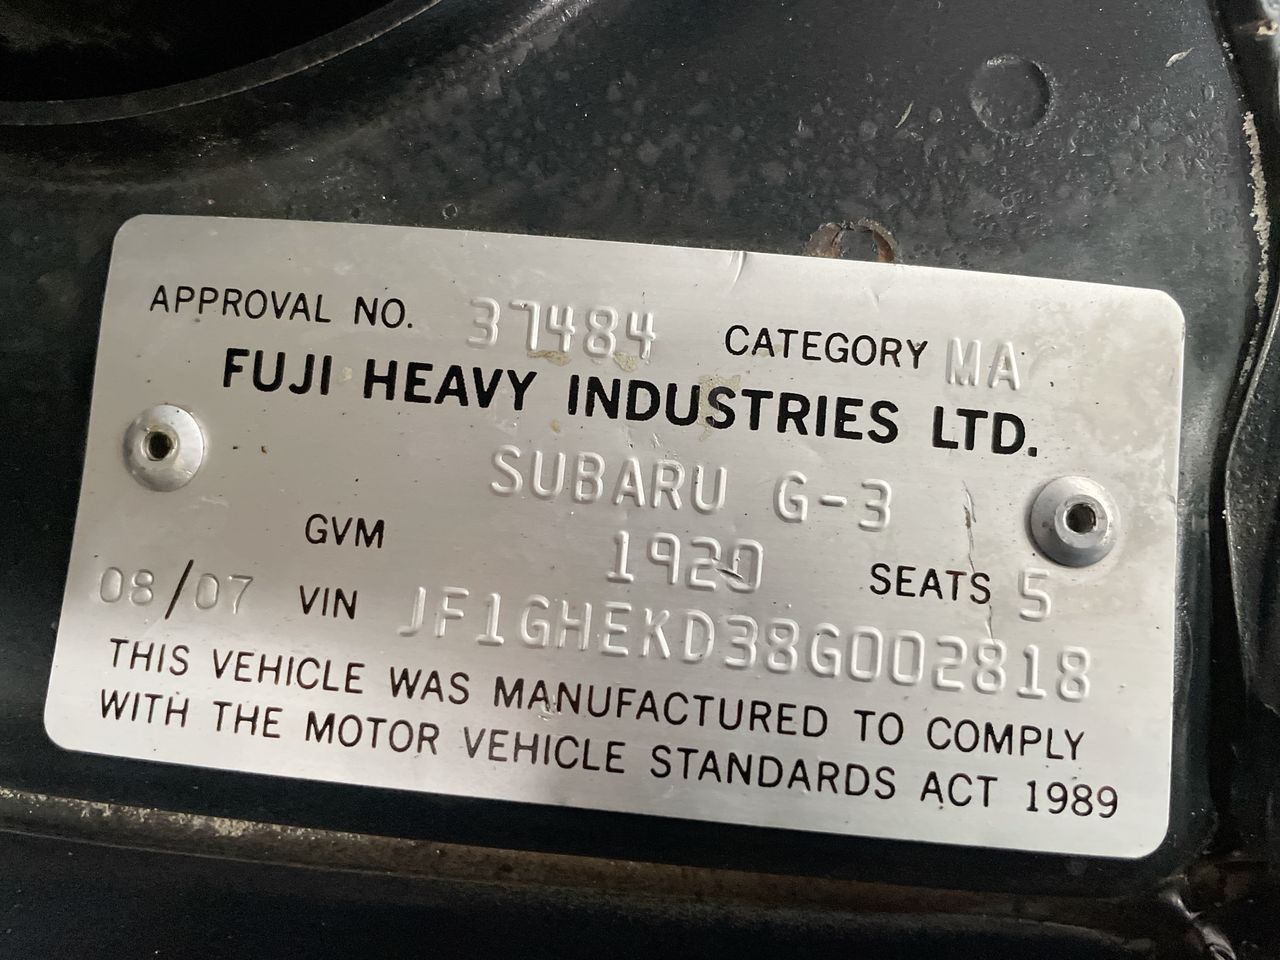 APPROVAL NO. 37484 CATEGORY MA
FUJI HEAVY INDUSTRIES LTD.
SUBARU G-3
GVM 1920 SEATS 5
08/07 VIN JF1GHEKD38G002818
THIS VEHICLE WAS MANUFACTURED TO COMPLY
WITH THE MOTOR VEHICLE STANDARDS ACT 1989